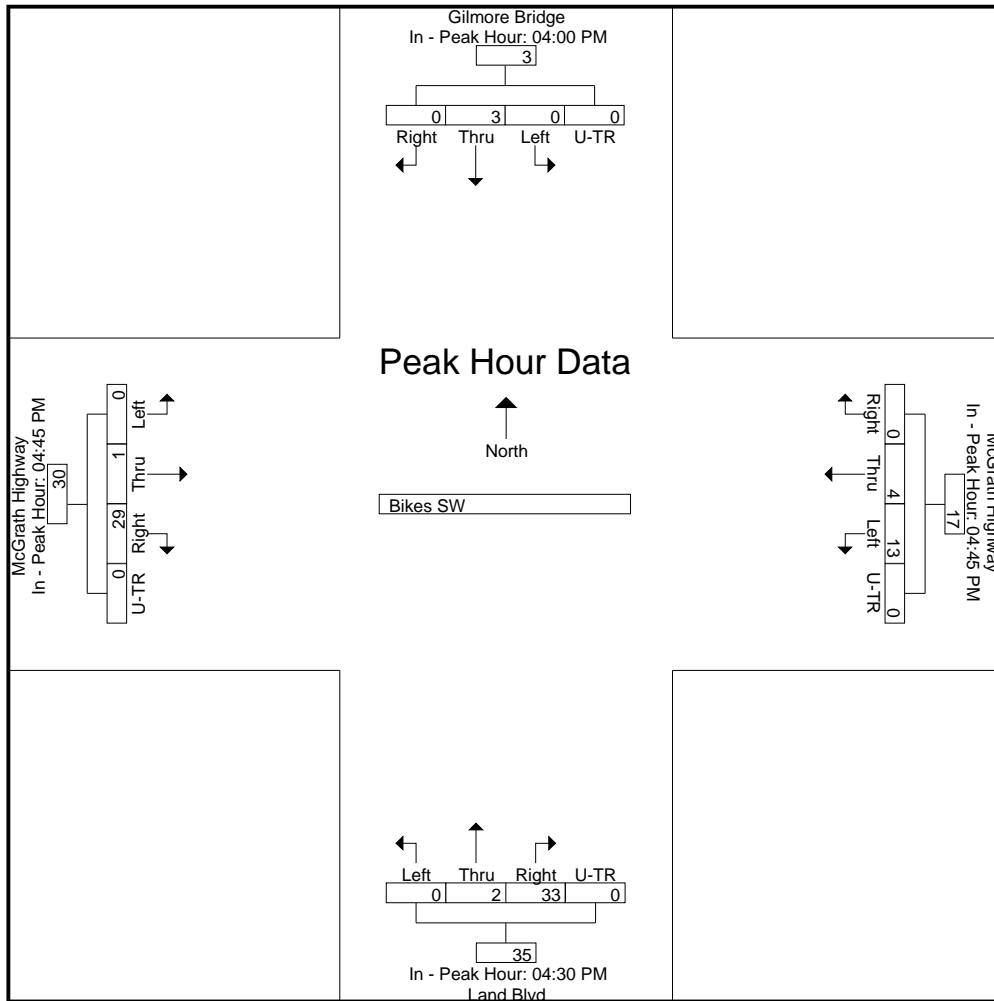 Gilmore Bridge
In - Peak Hour: 04:00 PM
3
0 3 0 0
Right Thru Left U-TR
Peak Hour Data
North
Bikes SW
McGrath Highway
In - Peak Hour: 04:45 PM
30
0 1 29 0
Left Thru Right U-TR
McGrath Highway
In - Peak Hour: 04:45 PM
17
0 4 13 0
Right Thru Left U-TR
Left Thru Right U-TR
0 2 33 0
35
In - Peak Hour: 04:30 PM
Land Blvd